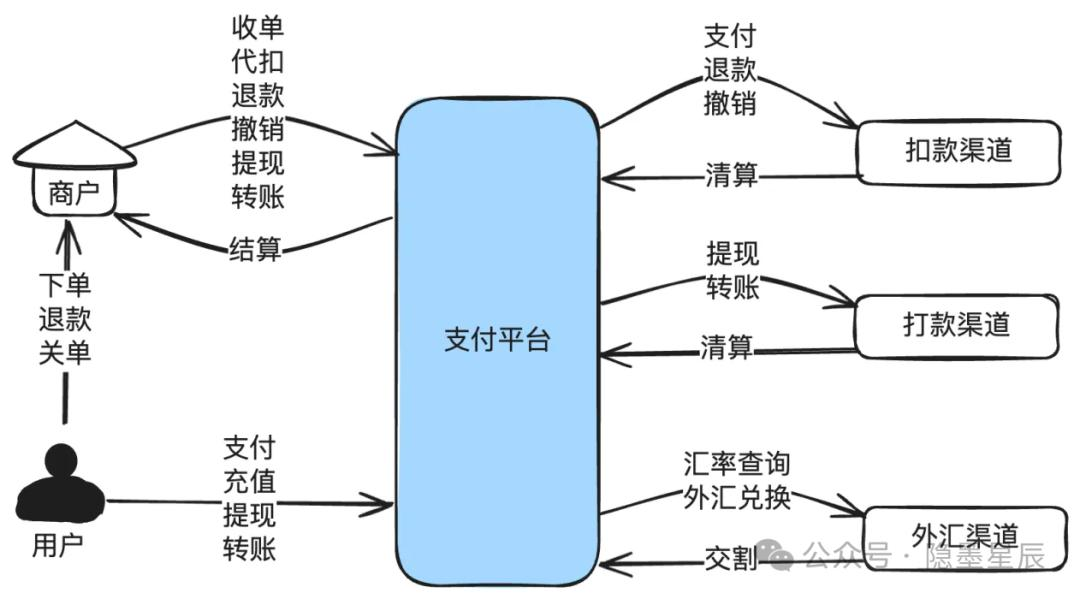 收单
代扣
退款
撤销
提现
转账
商户
结算
下单
退款
关单
用户
支付
充值
提现
转账
支付平台
支付
退款
撤销
扣款渠道
清算
提现
转账
打款渠道
清算
汇率查询
外汇兑换
外汇渠道
交割
公众号 · 隐墨星辰